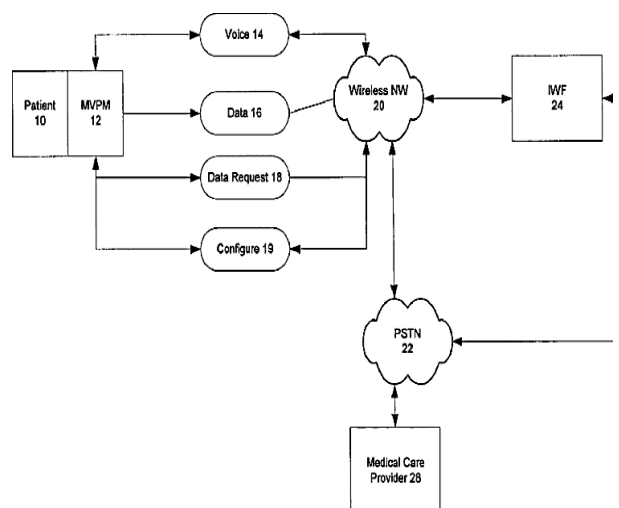 Voice 14
Patient
10
MVPM
12
Data 16
Wireless NW
20
IWF
24
Data Request 18
Configure 19
PSTN
22
Medical Care
Provider 26